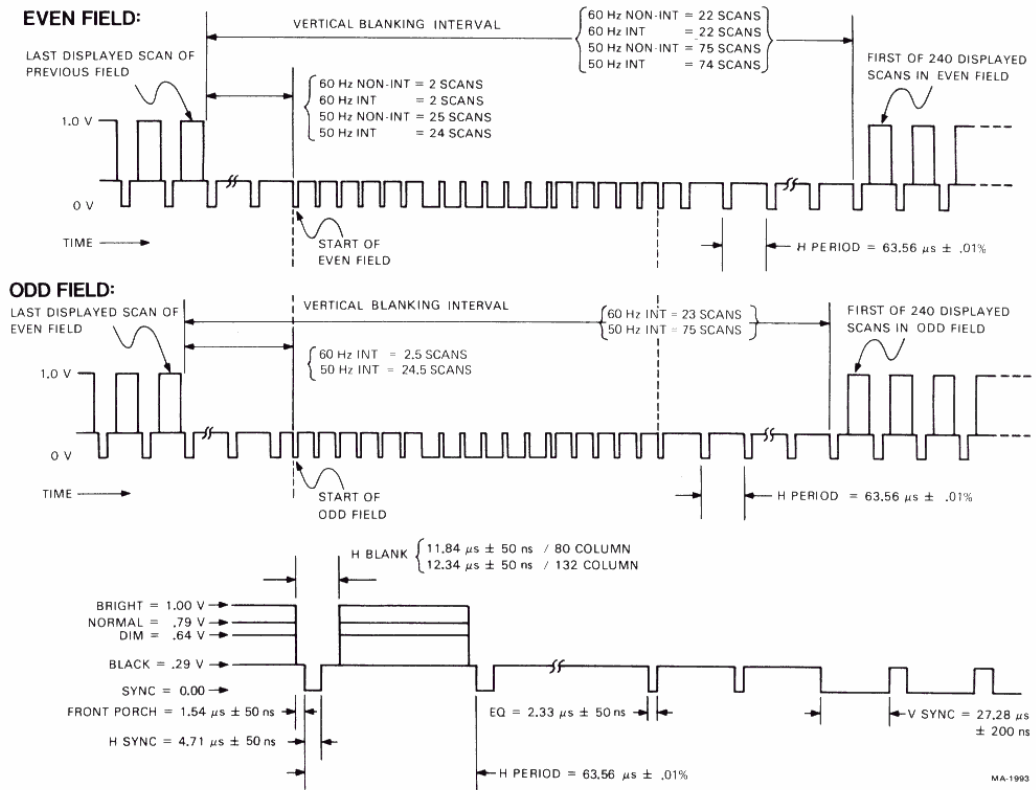 EVEN FIELD:
VERTICAL BLANKING INTERVAL
60 Hz NON-INT = 22 SCANS
60 Hz INT = 22 SCANS
50 Hz NON-INT = 75 SCANS
50 Hz INT = 74 SCANS
LAST DISPLAYED SCAN OF
PREVIOUS FIELD
FIRST OF 240 DISPLAYED
SCANS IN EVEN FIELD
60 Hz NON-INT = 2 SCANS
60 Hz INT = 2 SCANS
50 Hz NON-INT = 25 SCANS
50 Hz INT = 24 SCANS
1.0 V
0 V
TIME
START OF
EVEN FIELD
H PERIOD = 63.56 µs ± .01%
ODD FIELD:
LAST DISPLAYED SCAN OF
EVEN FIELD
VERTICAL BLANKING INTERVAL
60 Hz INT = 23 SCANS
50 Hz INT = 75 SCANS
FIRST OF 240 DISPLAYED
SCANS IN ODD FIELD
60 Hz INT = 2.5 SCANS
50 Hz INT = 24.5 SCANS
1.0 V
0 V
TIME
START OF
ODD FIELD
H PERIOD = 63.56 µs ± .01%
H BLANK
11.84 µs ± 50 ns / 80 COLUMN
12.34 µs ± 50 ns / 132 COLUMN
BRIGHT = 1.00 V
NORMAL = .79 V
DIM = .64 V
BLACK = .29 V
SYNC = 0.00
FRONT PORCH = 1.54 µs ± 50 ns
EQ = 2.33 µs ± 50 ns
V SYNC = 27.28 µs
± 200 ns
H SYNC = 4.71 µs ± 50 ns
H PERIOD = 63.56 µs ± .01%
MA-1993